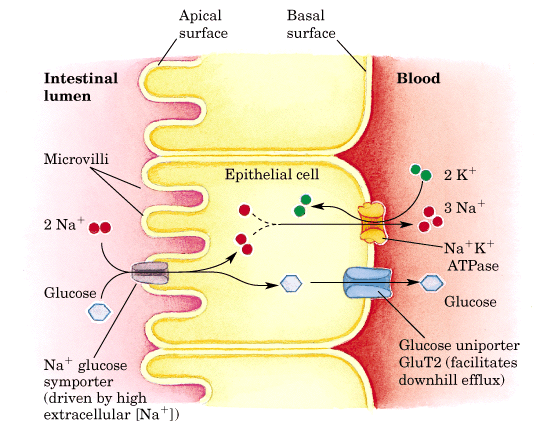 Apical
surface
Basal
surface
Intestinal
lumen
Blood
Microvilli
Epithelial cell
2 K⁺
2 Na⁺
3 Na⁺
Na⁺K⁺
ATPase
Glucose
Glucose
Na⁺ glucose
symporter
(driven by high
extracellular [Na⁺])
Glucose uniporter
GluT2 (facilitates
downhill efflux)